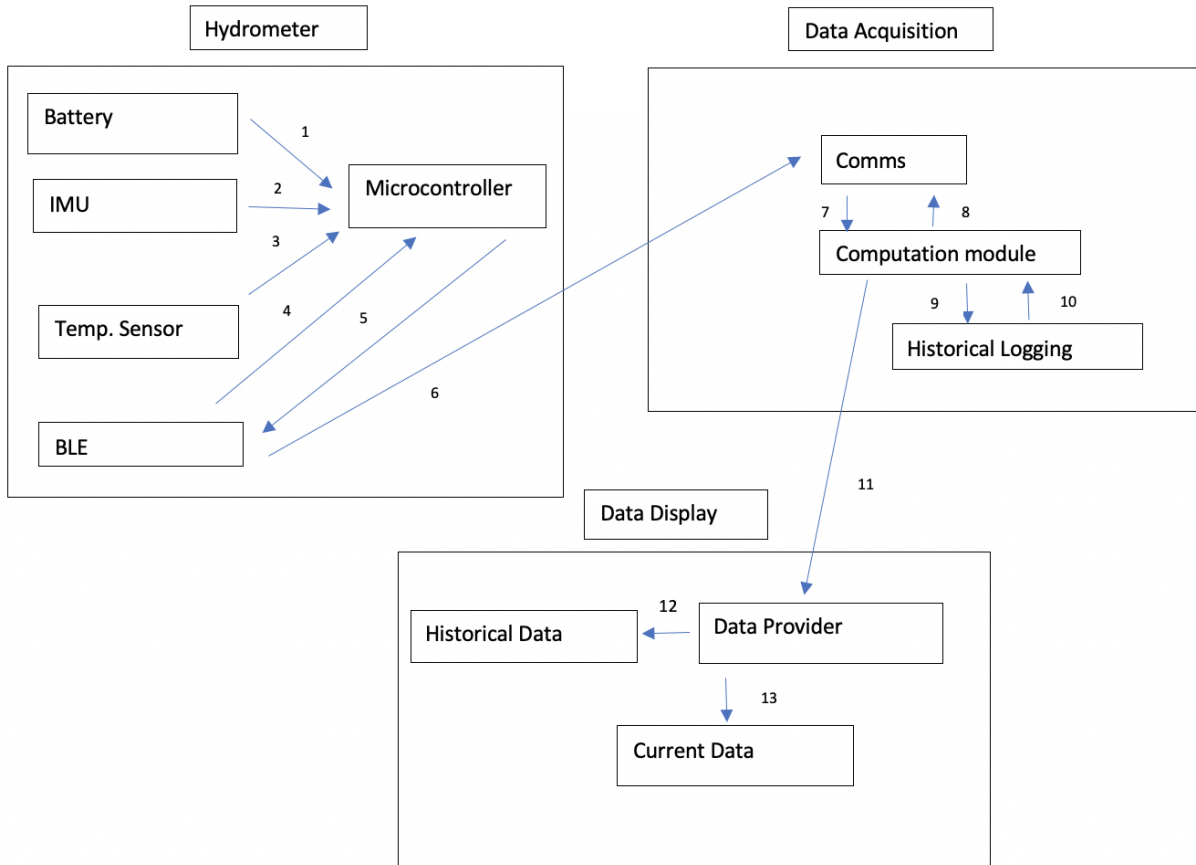 Hydrometer
Data Acquisition
Battery
1
IMU
2
Microcontroller
3
Temp. Sensor
4
5
BLE
6
Comms
7
8
Computation module
9
10
Historical Logging
11
Data Display
Historical Data
12
Data Provider
13
Current Data